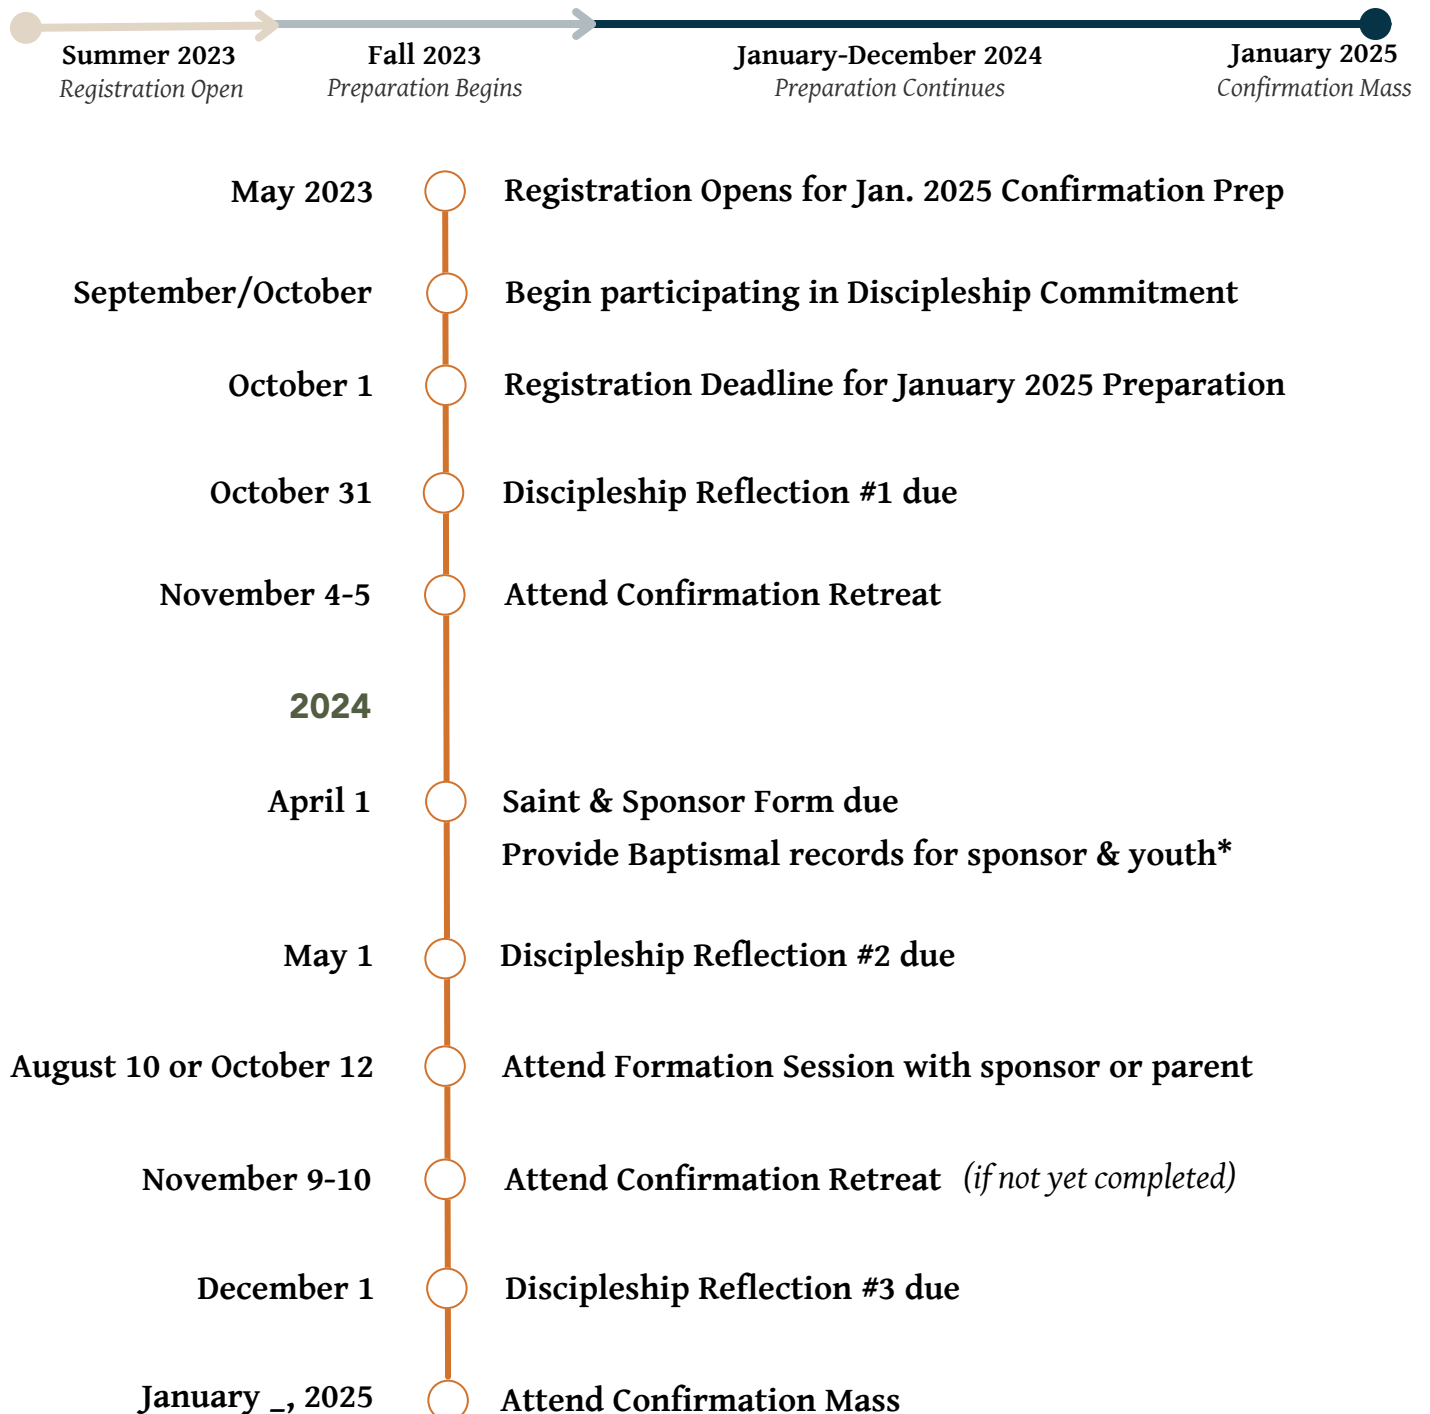 Summer 2023
Registration Open
Fall 2023
Preparation Begins
January-December 2024
Preparation Continues
January 2025
Confirmation Mass
May 2023 Registration Opens for Jan. 2025 Confirmation Prep
September/October Begin participating in Discipleship Commitment
October 1 Registration Deadline for January 2025 Preparation
October 31 Discipleship Reflection #1 due
November 4-5 Attend Confirmation Retreat
2024
April 1 Saint & Sponsor Form due
Provide Baptismal records for sponsor & youth*
May 1 Discipleship Reflection #2 due
August 10 or October 12 Attend Formation Session with sponsor or parent
November 9-10 Attend Confirmation Retreat (if not yet completed)
December 1 Discipleship Reflection #3 due
January _, 2025 Attend Confirmation Mass